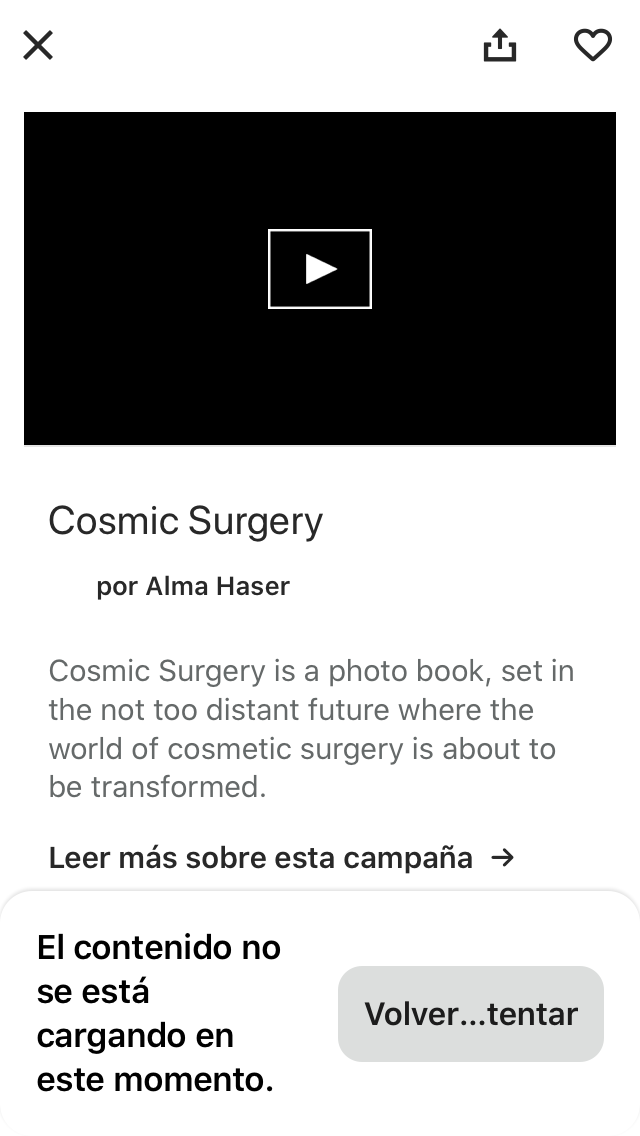 Cosmic Surgery
por Alma Haser
Cosmic Surgery is a photo book, set in
the not too distant future where the
world of cosmetic surgery is about to
be transformed.
Leer más sobre esta campaña →
El contenido no
se está
cargando en
este momento.
Volver...tentar